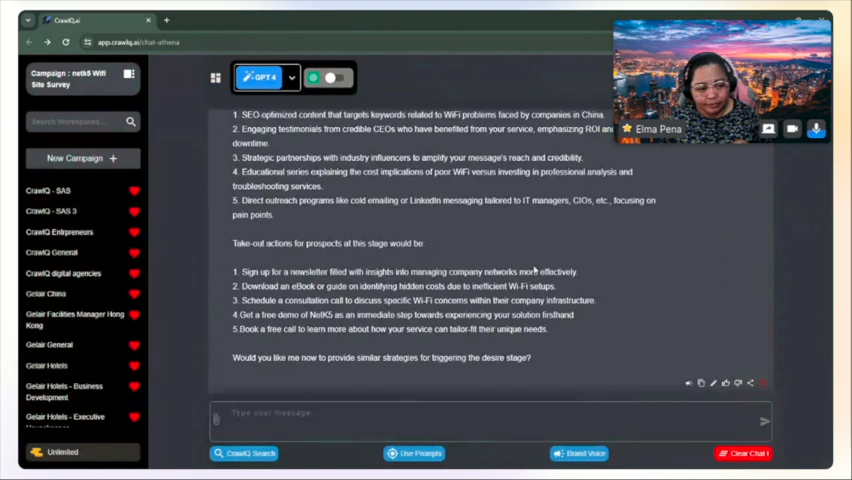 CrawlQ.ai
app.crawlq.ai/chat-athena
Campaign : netk5 Wifi
Site Survey
Search Workspaces...
New Campaign +
CrawlQ - SAS
CrawlQ - SAS 3
CrawlQ Entrpreneurs
CrawlQ General
CrawlQ digital agencies
Gelair China
Gelair Facilities Manager Hong
Kong
Gelair General
Gelair Hotels
Gelair Hotels - Business
Development
Gelair Hotels - Executive
Unlimited
GPT 4
1. SEO-optimized content that targets keywords related to WiFi problems faced by companies in China.
2. Engaging testimonials from credible CEOs who have benefited from your service, emphasizing ROI and
downtime.
3. Strategic partnerships with industry influencers to amplify your message's reach and credibility.
4. Educational series explaining the cost implications of poor WiFi versus investing in professional analysis and
troubleshooting services.
5. Direct outreach programs like cold emailing or LinkedIn messaging tailored to IT managers, CIOs, etc., focusing on
pain points.
Take-out actions for prospects at this stage would be:
1. Sign up for a newsletter filled with insights into managing company networks more effectively.
2. Download an eBook or guide on identifying hidden costs due to inefficient Wi-Fi setups.
3. Schedule a consultation call to discuss specific Wi-Fi concerns within their company infrastructure.
4.Get a free demo of NetK5 as an immediate step towards experiencing your solution firsthand
5.Book a free call to learn more about how your service can tailor-fit their unique needs.
Would you like me now to provide similar strategies for triggering the desire stage?
Type your message...
CrawlQ Search
Use Prompts
Brand Voice
Clear Chat !
Elma Pena